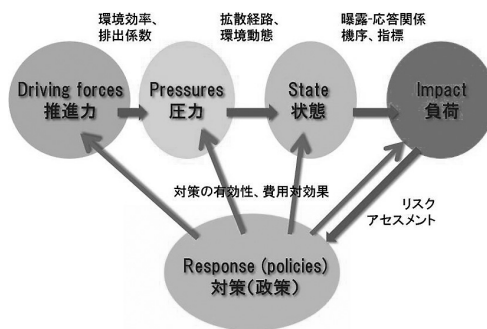 環境効率、
排出係数
拡散経路、
環境動態
曝露-応答関係
機序、指標
Driving forces
推進力
Pressures
圧力
State
状態
Impact
負荷
対策の有効性、費用対効果
リスク
アセスメント
Response (policies)
対策(政策)